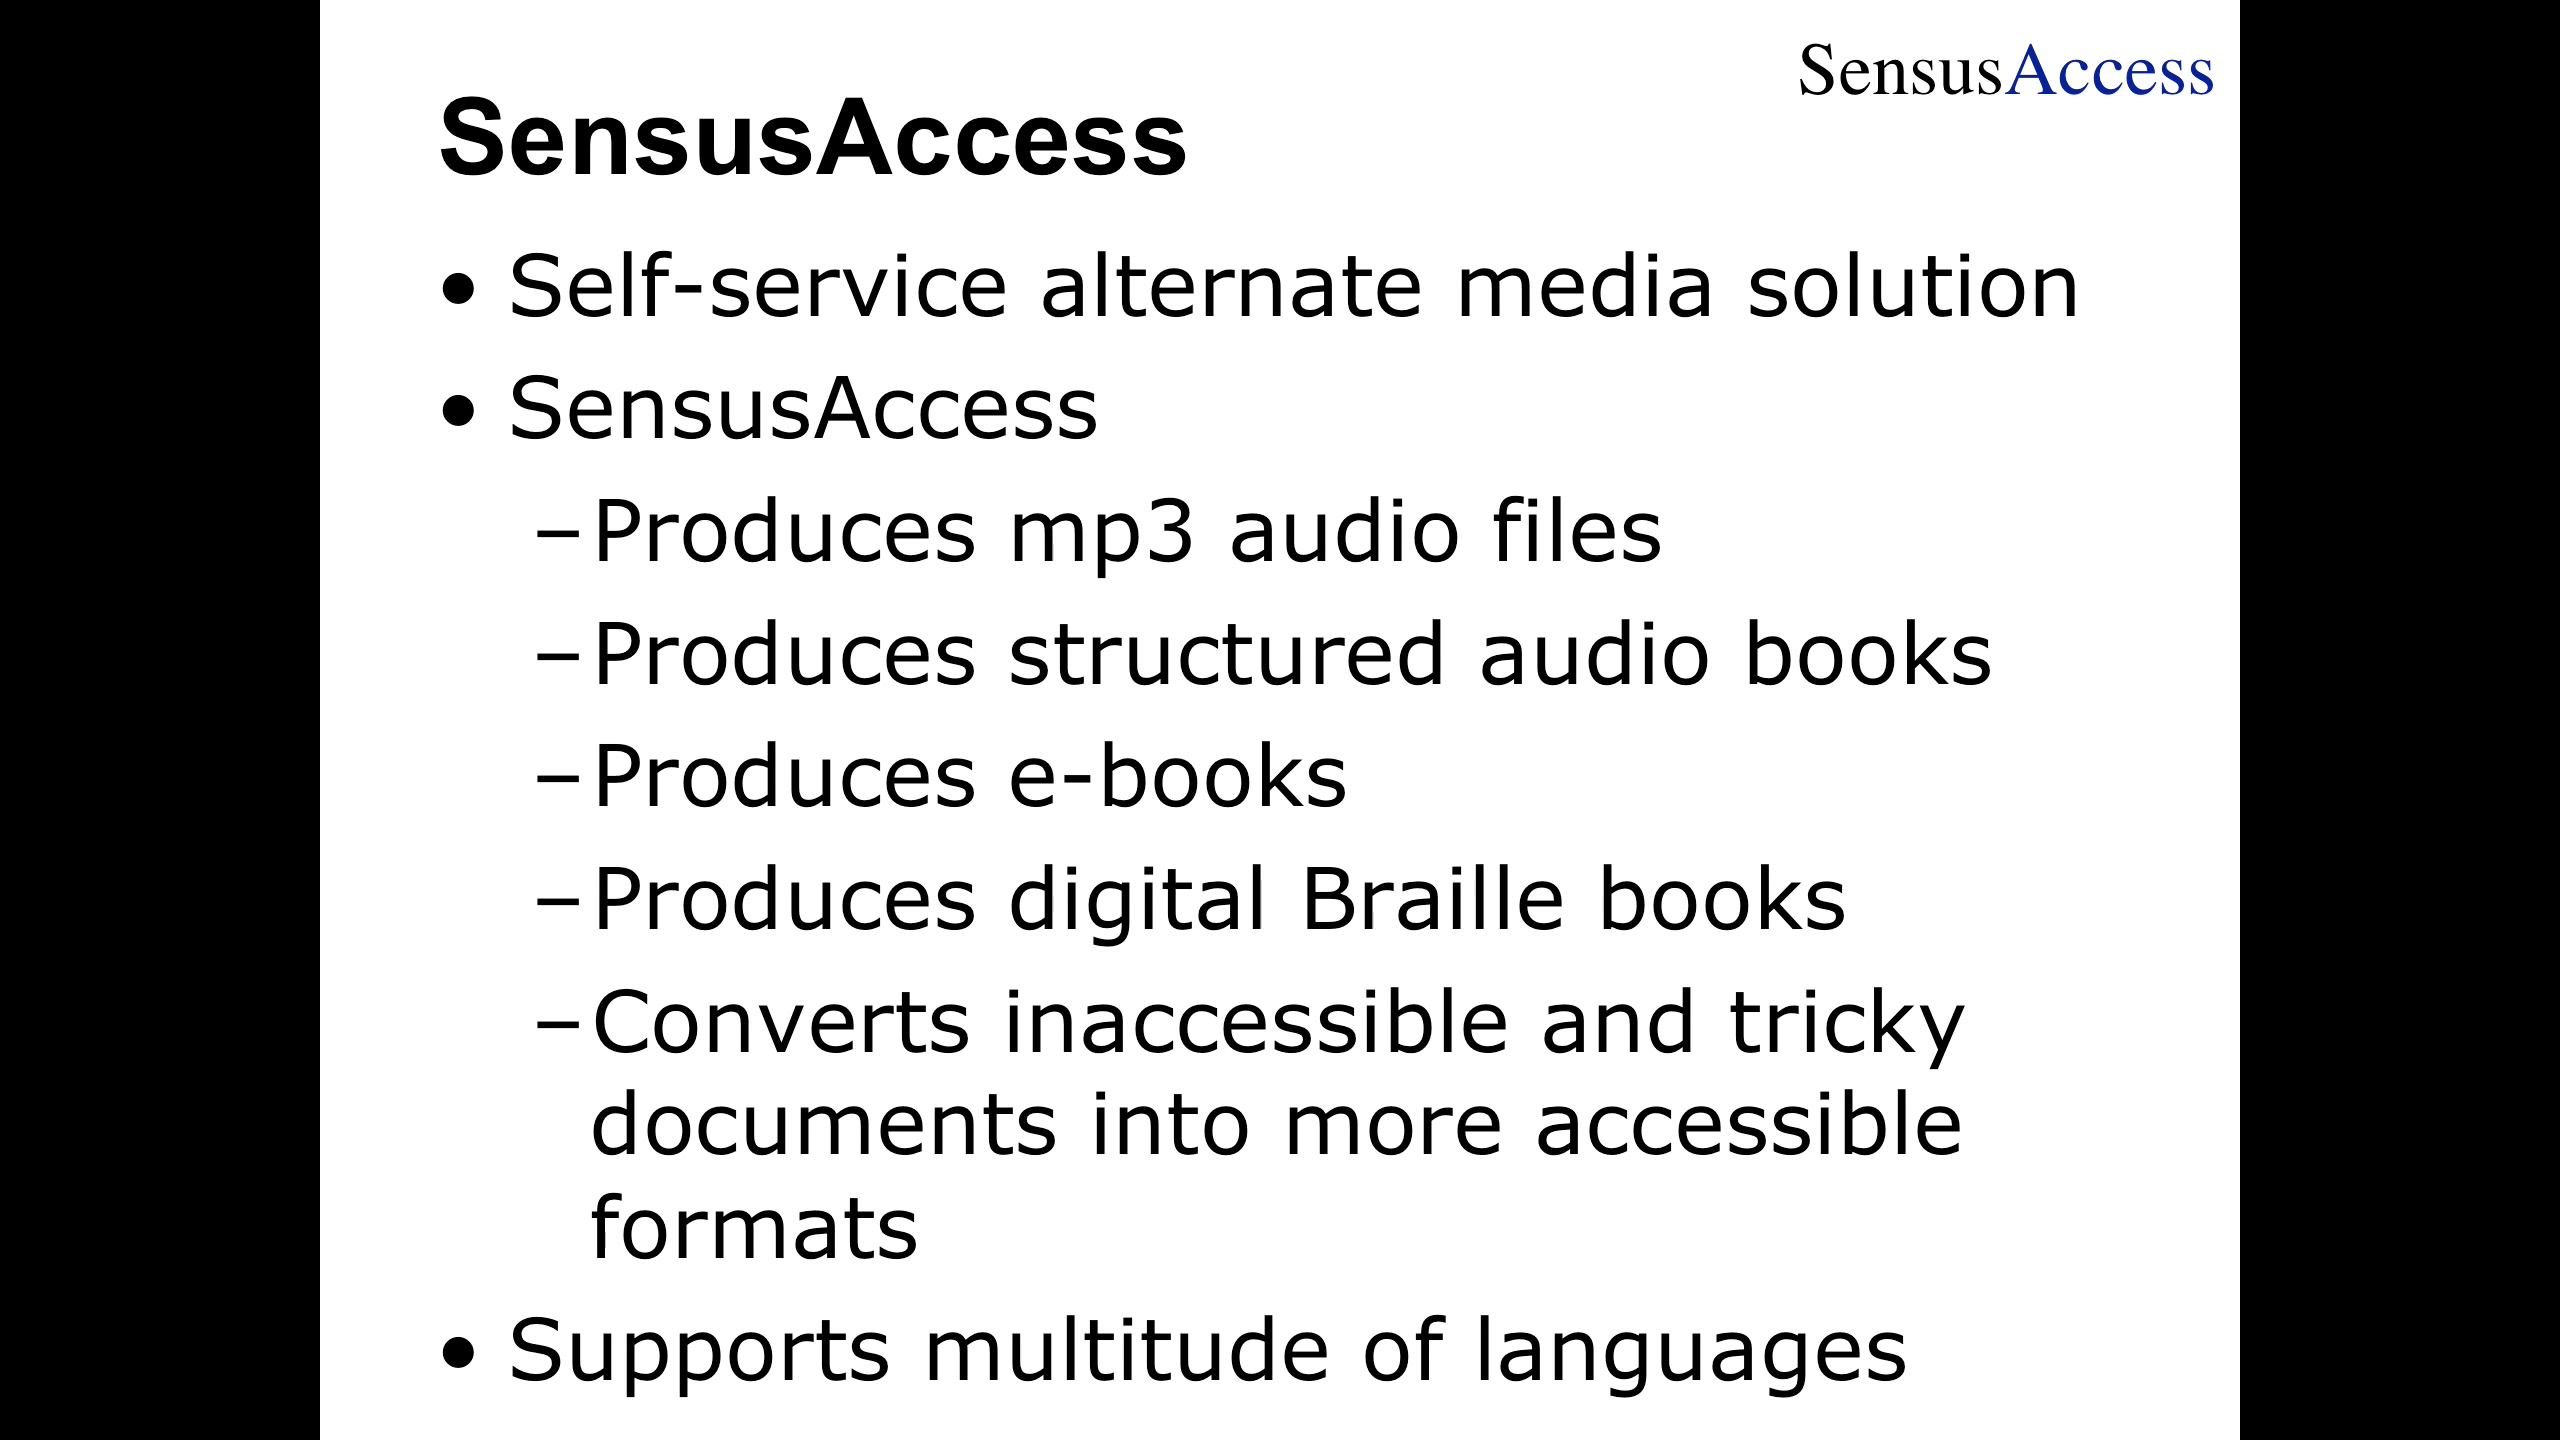 SensusAccess
SensusAccess
• Self-service alternate media solution
• SensusAccess
–Produces mp3 audio files
–Produces structured audio books
–Produces e-books
–Produces digital Braille books
–Converts inaccessible and tricky
documents into more accessible
formats
• Supports multitude of languages